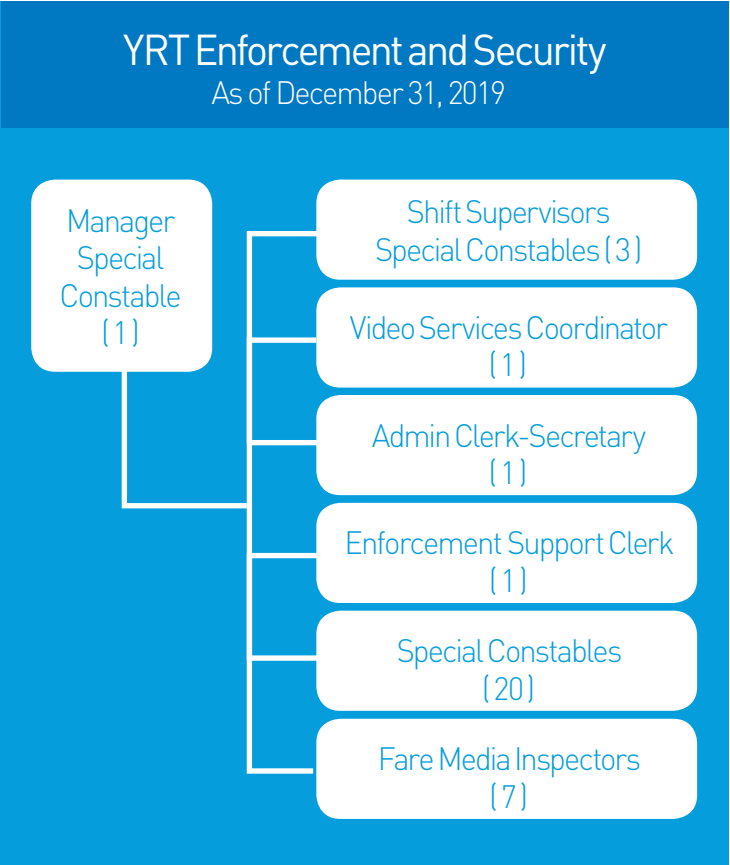 YRT Enforcement and Security
As of December 31, 2019
Manager
Special
Constable
(1)
Shift Supervisors
Special Constables (3)
Video Services Coordinator
(1)
Admin Clerk-Secretary
(1)
Enforcement Support Clerk
(1)
Special Constables
(20)
Fare Media Inspectors
(7)